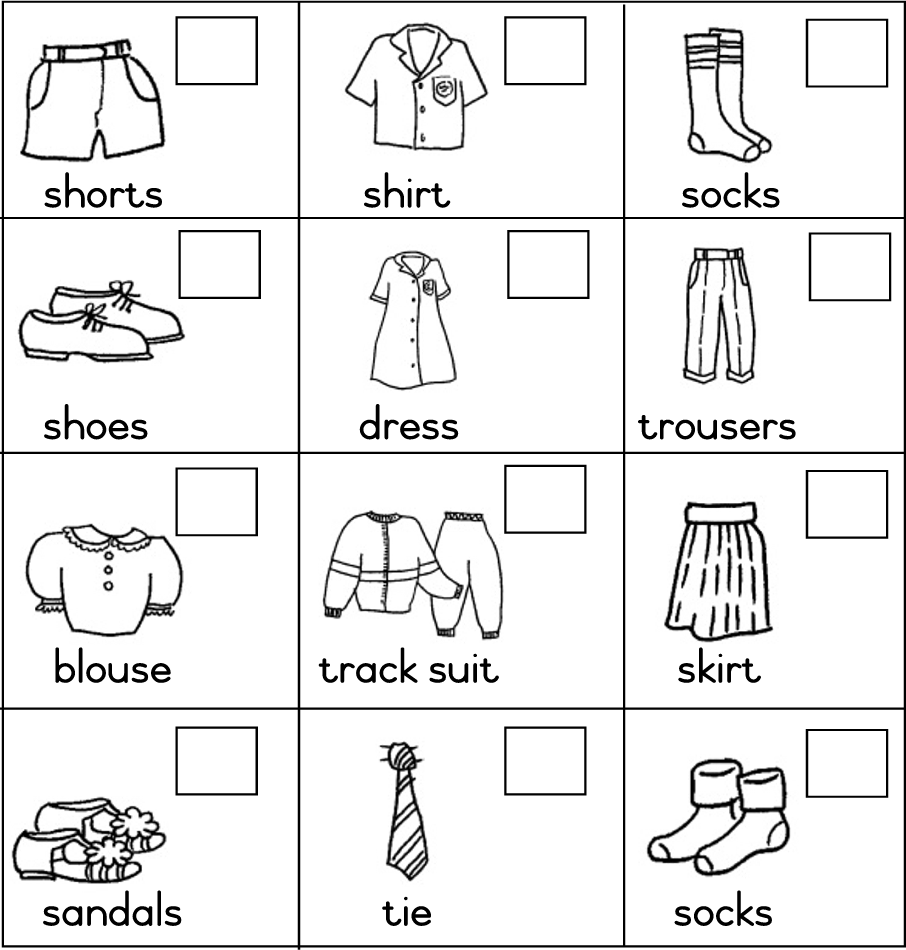 shorts
shirt
socks
shoes
dress
trousers
blouse
track suit
skirt
sandals
tie
socks